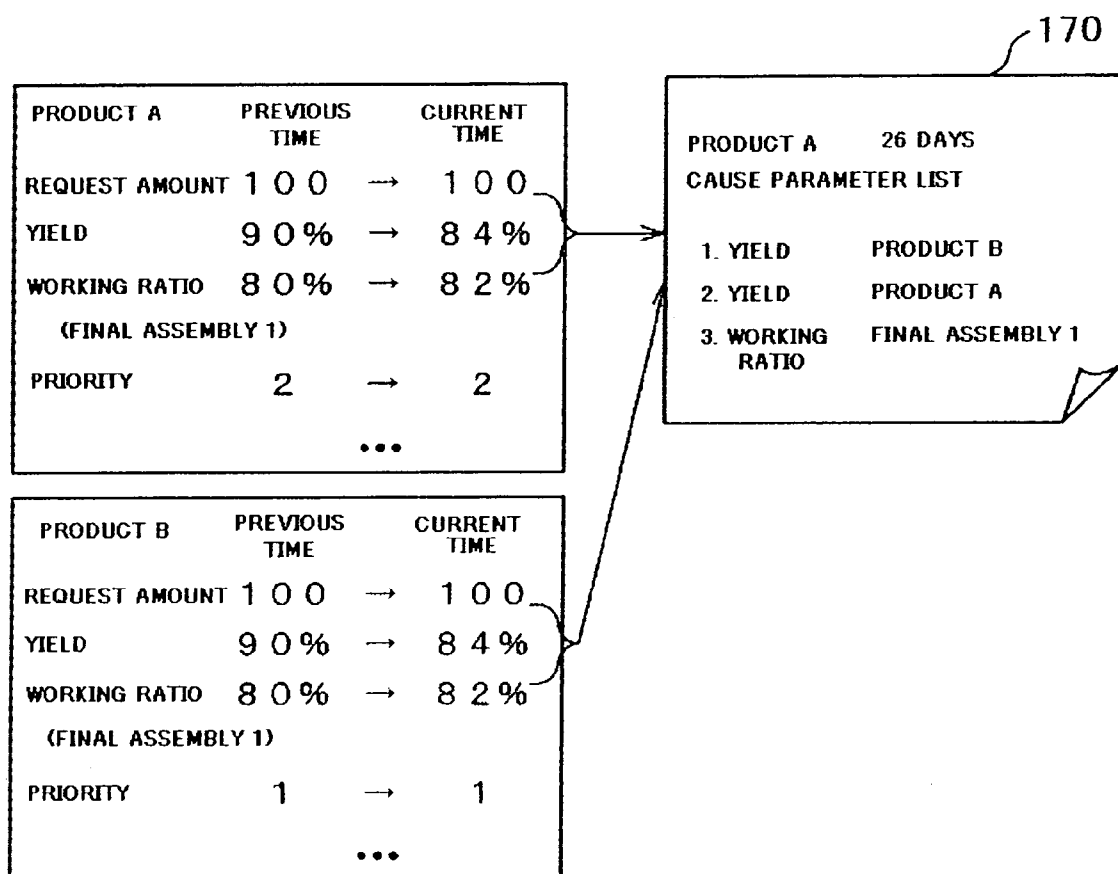 170
PRODUCT A PREVIOUS TIME CURRENT TIME
REQUEST AMOUNT 100 → 100
YIELD 90% → 84%
WORKING RATIO 80% → 82%
(FINAL ASSEMBLY 1)
PRIORITY 2 → 2
•••
PRODUCT A 26 DAYS
CAUSE PARAMETER LIST
1. YIELD PRODUCT B
2. YIELD PRODUCT A
3. WORKING RATIO FINAL ASSEMBLY 1
PRODUCT B PREVIOUS TIME CURRENT TIME
REQUEST AMOUNT 100 → 100
YIELD 90% → 84%
WORKING RATIO 80% → 82%
(FINAL ASSEMBLY 1)
PRIORITY 1 → 1
•••